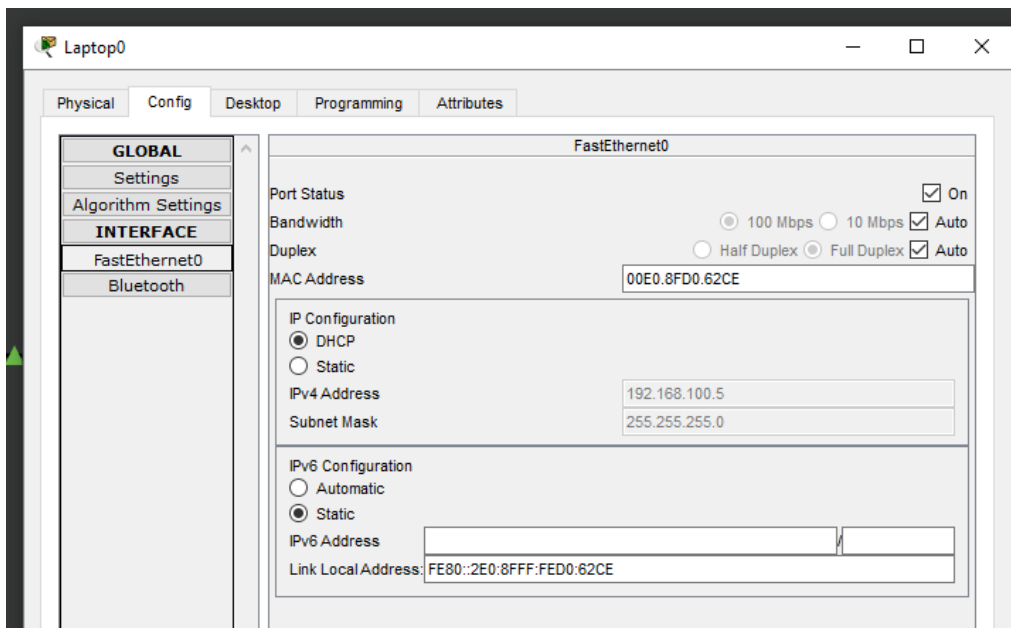 Laptop0
Physical Config Desktop Programming Attributes
GLOBAL
Settings
Algorithm Settings
INTERFACE
FastEthernet0
Bluetooth
FastEthernet0
Port Status On
Bandwidth 100 Mbps 10 Mbps Auto
Duplex Half Duplex Full Duplex Auto
MAC Address 00E0.8FD0.62CE
IP Configuration
DHCP
Static
IPv4 Address 192.168.100.5
Subnet Mask 255.255.255.0
IPv6 Configuration
Automatic
Static
IPv6 Address /
Link Local Address: FE80::2E0:8FFF:FED0:62CE